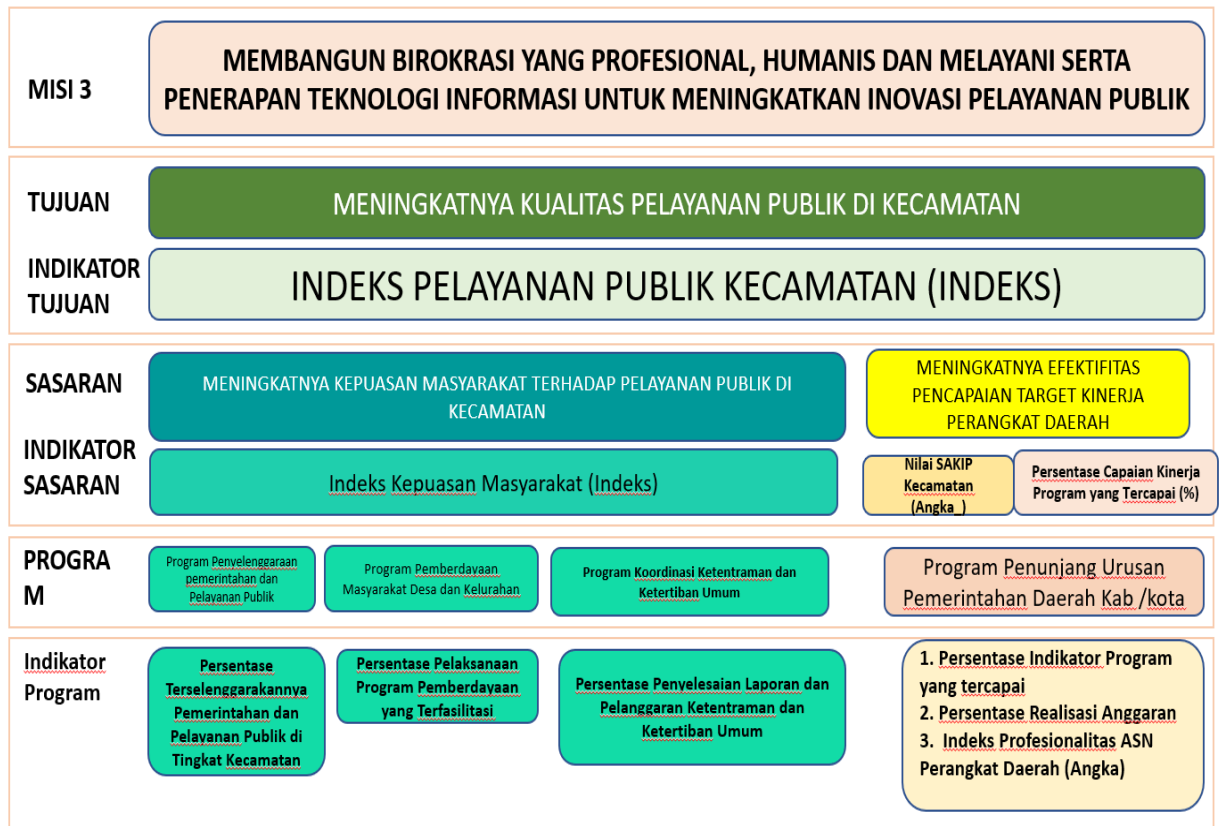 MISI 3
MEMBANGUN BIROKRASI YANG PROFESIONAL, HUMANIS DAN MELAYANI SERTA
PENERAPAN TEKNOLOGI INFORMASI UNTUK MENINGKATKAN INOVASI PELAYANAN PUBLIK
TUJUAN
MENINGKATNYA KUALITAS PELAYANAN PUBLIK DI KECAMATAN
INDIKATOR
TUJUAN
INDEKS PELAYANAN PUBLIK KECAMATAN (INDEKS)
SASARAN
MENINGKATNYA KEPUASAN MASYARAKAT TERHADAP PELAYANAN PUBLIK DI
KECAMATAN
MENINGKATNYA EFEKTIFITAS
PENCAPAIAN TARGET KINERJA
PERANGKAT DAERAH
INDIKATOR
SASARAN
Indeks Kepuasan Masyarakat (Indeks)
Nilai SAKIP
Kecamatan
(Angka_)
Persentase Capaian Kinerja
Program yang Tercapai (%)
PROGRA
M
Program Penyelenggaraan
pemerintahan dan
Pelayanan Publik
Program Pemberdayaan
Masyarakat Desa dan Kelurahan
Program Koordinasi Ketentraman dan
Ketertiban Umum
Program Penunjang Urusan
Pemerintahan Daerah Kab /kota
Indikator
Program
Persentase
Terselenggarakannya
Pemerintahan dan
Pelayanan Publik di
Tingkat Kecamatan
Persentase Pelaksanaan
Program Pemberdayaan
yang Terfasilitasi
Persentase Penyelesaian Laporan dan
Pelanggaran Ketentraman dan
Ketertiban Umum
1. Persentase Indikator Program
yang tercapai
2. Persentase Realisasi Anggaran
3. Indeks Profesionalitas ASN
Perangkat Daerah (Angka)